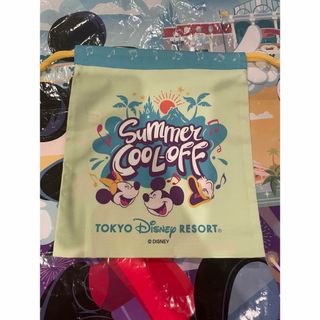 Summer
COOL-OFF
TOKYO Disney RESORT®
© DISNEY